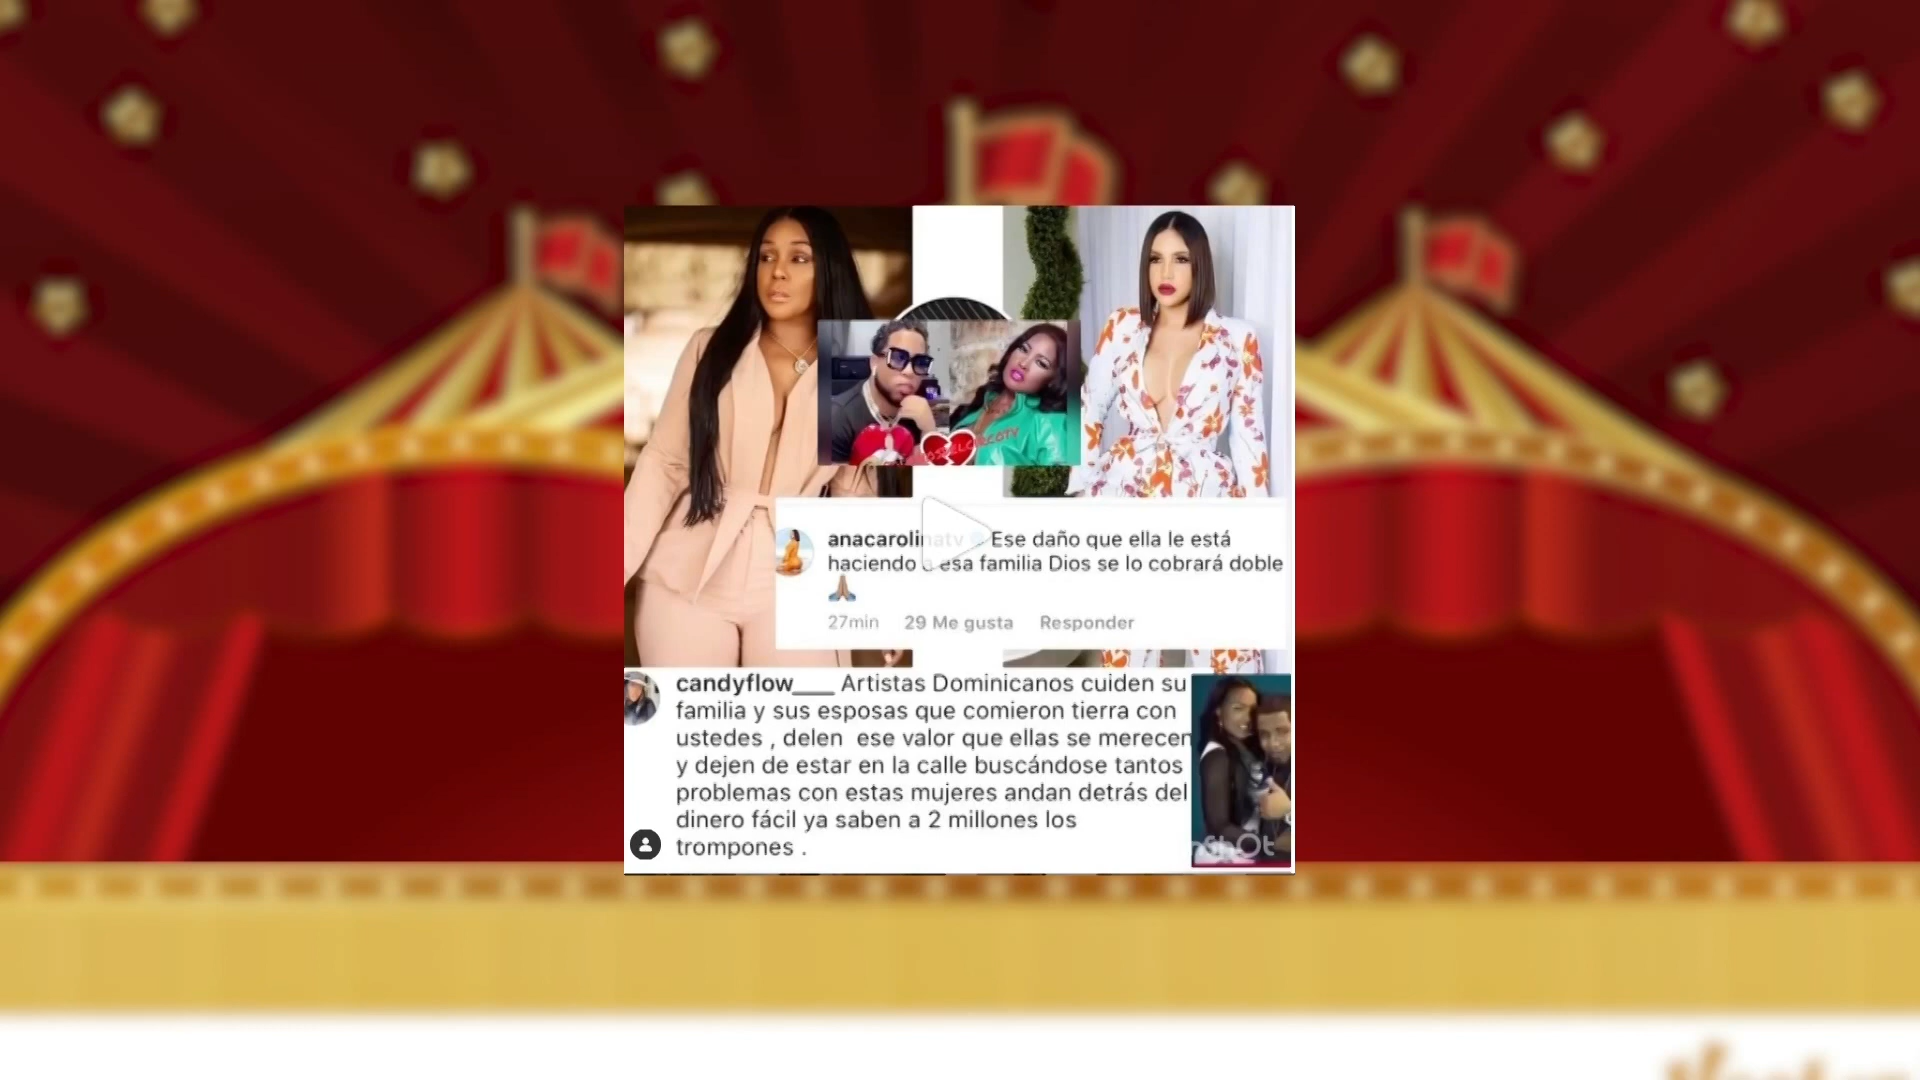 OSDELCIRCOTV
anacarolinatv Ese daño que ella le está
haciendo a esa familia Dios se lo cobrará doble
27min 29 Me gusta Responder
candyflow___ Artistas Dominicanos cuiden su
familia y sus esposas que comieron tierra con
ustedes , delen ese valor que ellas se merecen
y dejen de estar en la calle buscándose tantos
problemas con estas mujeres andan detrás del
dinero fácil ya saben a 2 millones los
trompones .
nShOt